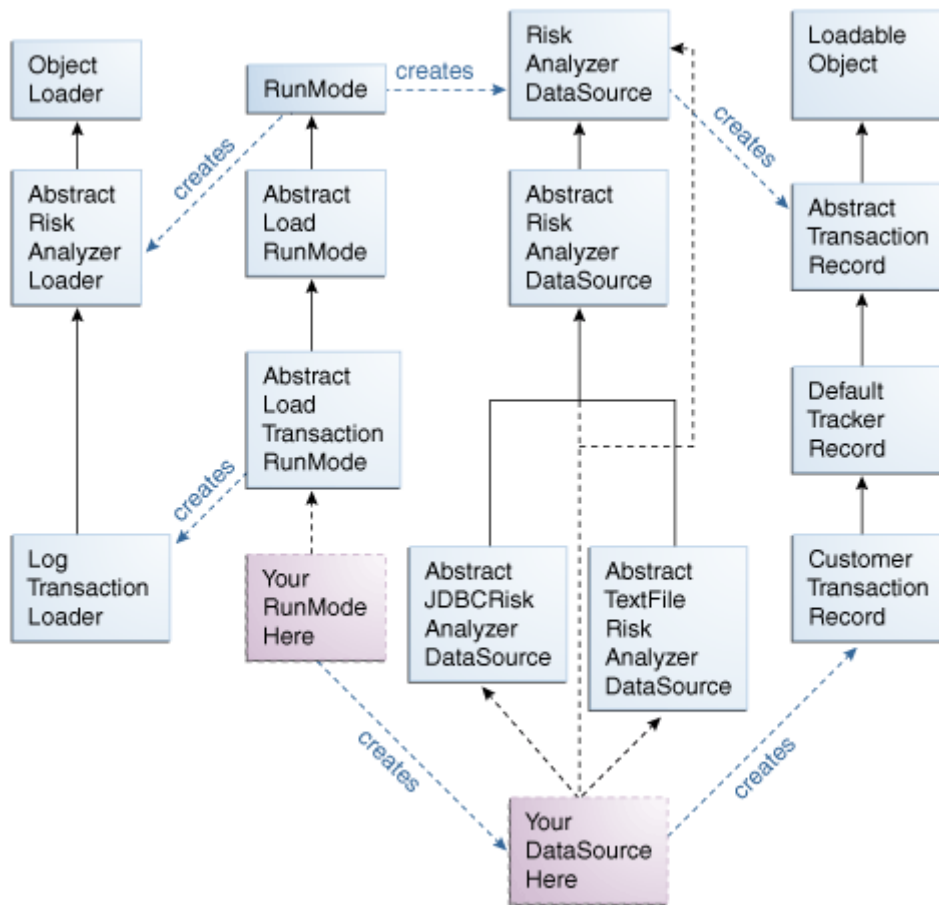 Object
Loader
RunMode
creates
Risk
Analyzer
DataSource
Loadable
Object
creates
creates
Abstract
Risk
Analyzer
Loader
Abstract
Load
RunMode
Abstract
Risk
Analyzer
DataSource
Abstract
Transaction
Record
Abstract
Load
Transaction
RunMode
Default
Tracker
Record
creates
Log
Transaction
Loader
Your
RunMode
Here
Abstract
JDBCRisk
Analyzer
DataSource
Abstract
TextFile
Risk
Analyzer
DataSource
Customer
Transaction
Record
creates
creates
Your
DataSource
Here